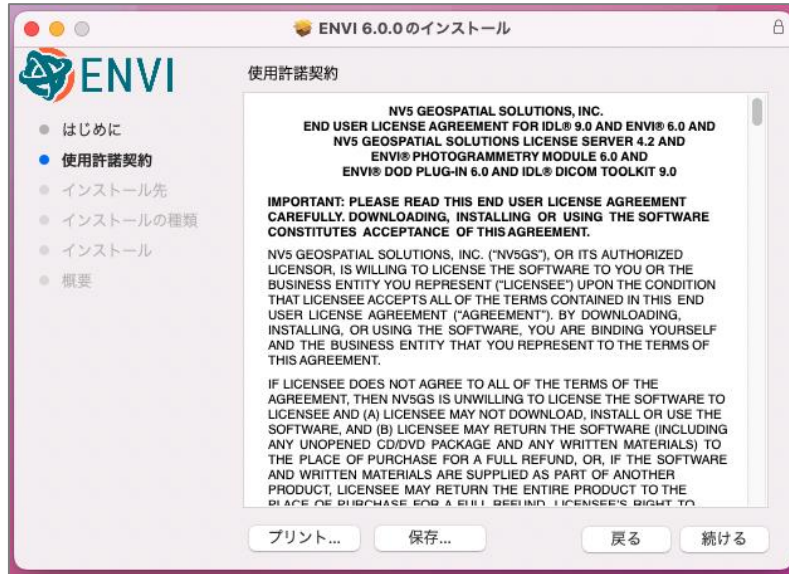 ENVI 6.0.0 のインストール
ENVI
使用許諾契約
はじめに
使用許諾契約
インストール先
インストールの種類
インストール
概要
NV5 GEOSPATIAL SOLUTIONS, INC.
END USER LICENSE AGREEMENT FOR IDL® 9.0 AND ENVI® 6.0 AND
NV5 GEOSPATIAL SOLUTIONS LICENSE SERVER 4.2 AND
ENVI® PHOTOGRAMMETRY MODULE 6.0 AND
ENVI® DOD PLUG-IN 6.0 AND IDL® DICOM TOOLKIT 9.0
IMPORTANT: PLEASE READ THIS END USER LICENSE AGREEMENT
CAREFULLY. DOWNLOADING, INSTALLING OR USING THE SOFTWARE
CONSTITUTES ACCEPTANCE OF THIS AGREEMENT.
NV5 GEOSPATIAL SOLUTIONS, INC. ("NV5GS"), OR ITS AUTHORIZED
LICENSOR, IS WILLING TO LICENSE THE SOFTWARE TO YOU OR THE
BUSINESS ENTITY YOU REPRESENT ("LICENSEE") UPON THE CONDITION
THAT LICENSEE ACCEPTS ALL OF THE TERMS CONTAINED IN THIS END
USER LICENSE AGREEMENT ("AGREEMENT"). BY DOWNLOADING,
INSTALLING, OR USING THE SOFTWARE, YOU ARE BINDING YOURSELF
AND THE BUSINESS ENTITY THAT YOU REPRESENT TO THE TERMS OF
THIS AGREEMENT.
IF LICENSEE DOES NOT AGREE TO ALL OF THE TERMS OF THE
AGREEMENT, THEN NV5GS IS UNWILLING TO LICENSE THE SOFTWARE TO
LICENSEE AND (A) LICENSEE MAY NOT DOWNLOAD, INSTALL OR USE THE
SOFTWARE, AND (B) LICENSEE MAY RETURN THE SOFTWARE (INCLUDING
ANY UNOPENED CD/DVD PACKAGE AND ANY WRITTEN MATERIALS) TO
THE PLACE OF PURCHASE FOR A FULL REFUND, OR, IF THE SOFTWARE
AND WRITTEN MATERIALS ARE SUPPLIED AS PART OF ANOTHER
PRODUCT, LICENSEE MAY RETURN THE ENTIRE PRODUCT TO THE
PLACE OF PURCHASE FOR A FULL REFUND. LICENSEE'S RIGHT TO
プリント...
保存...
戻る
続ける